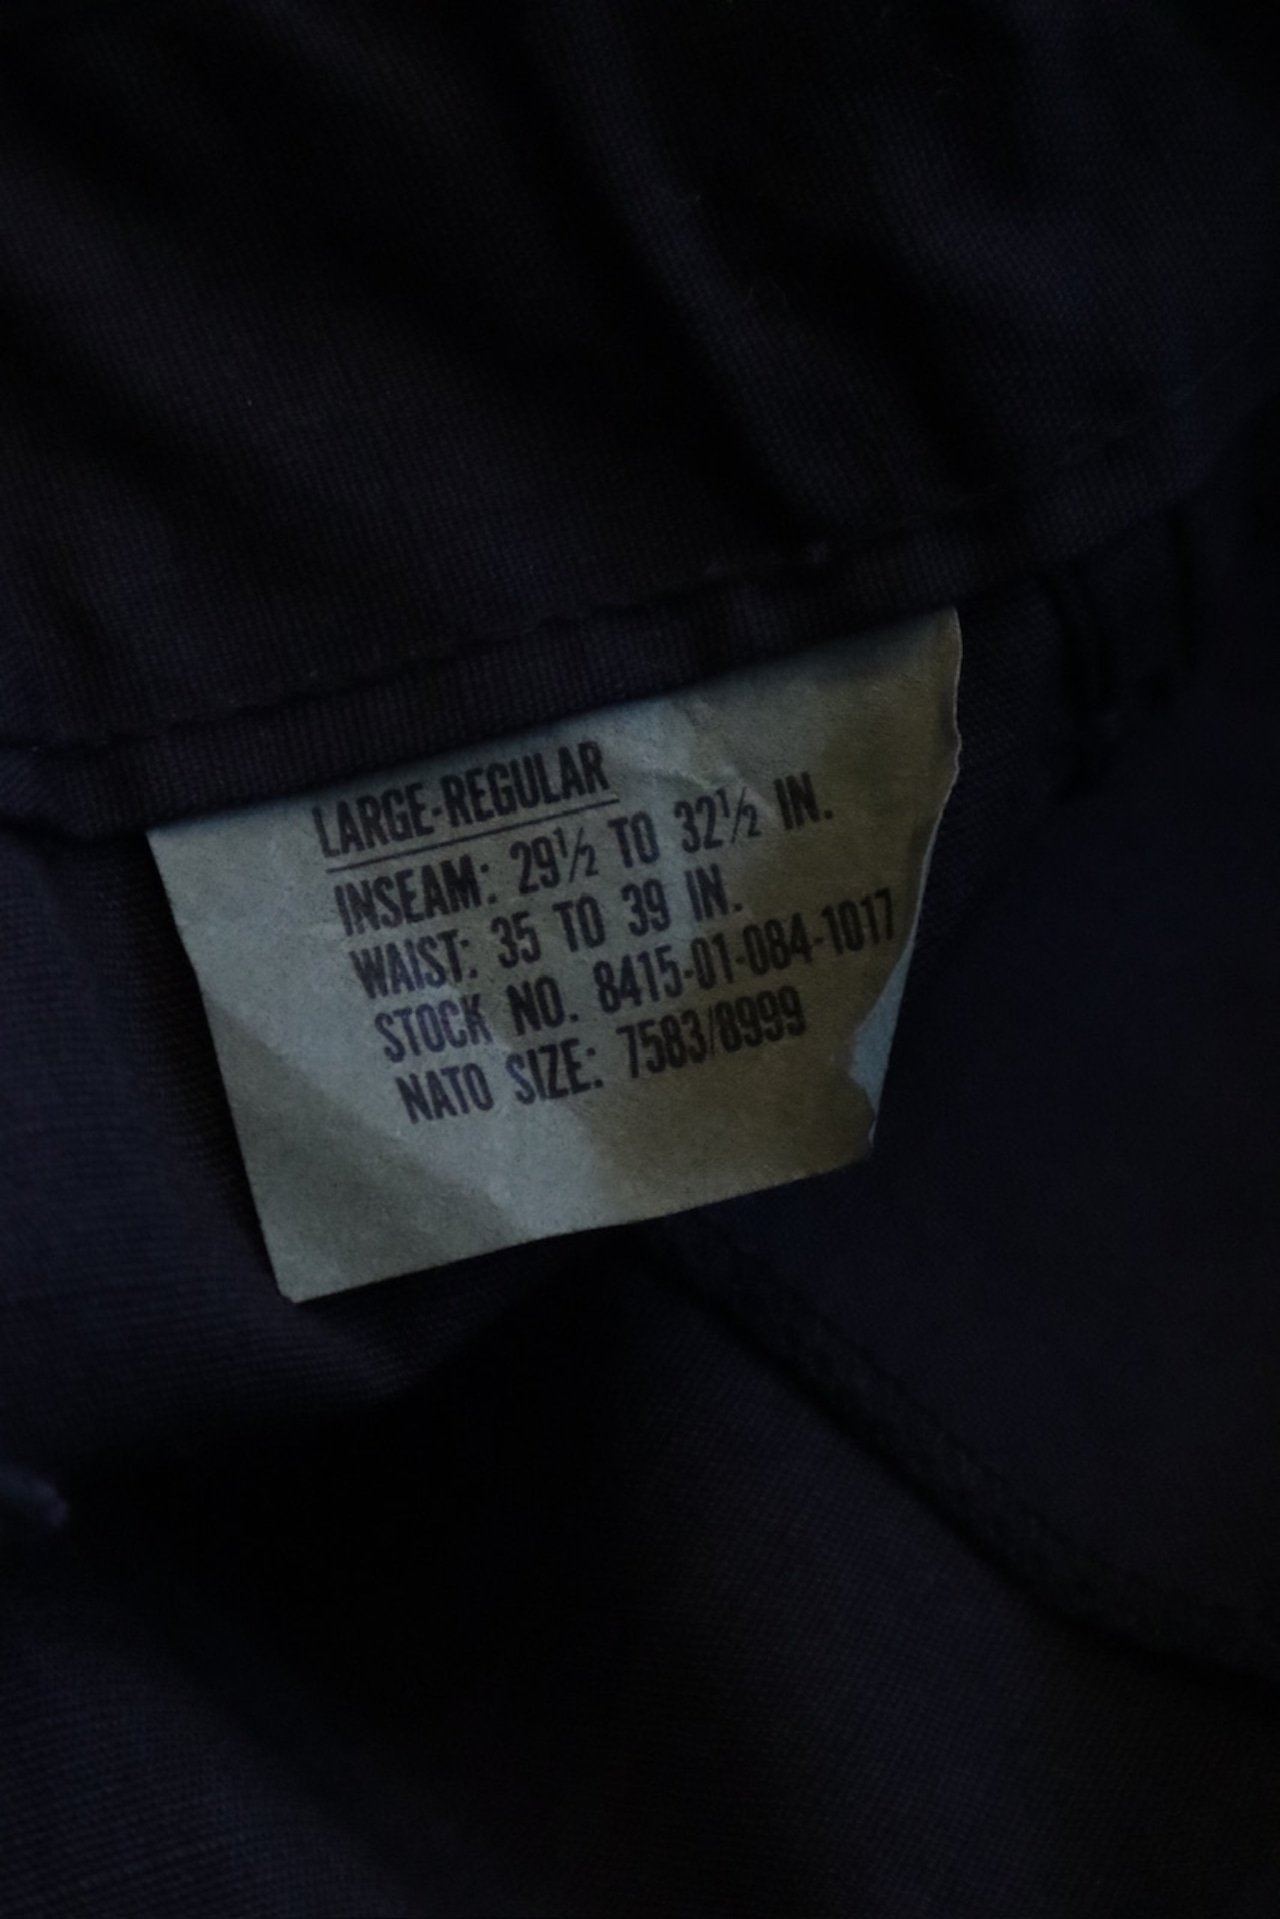 LARGE-REGULAR
INSEAM: 29½ TO 32½ IN.
WAIST: 35 TO 39 IN.
STOCK NO. 8415-01-084-1017
NATO SIZE: 7583/8999